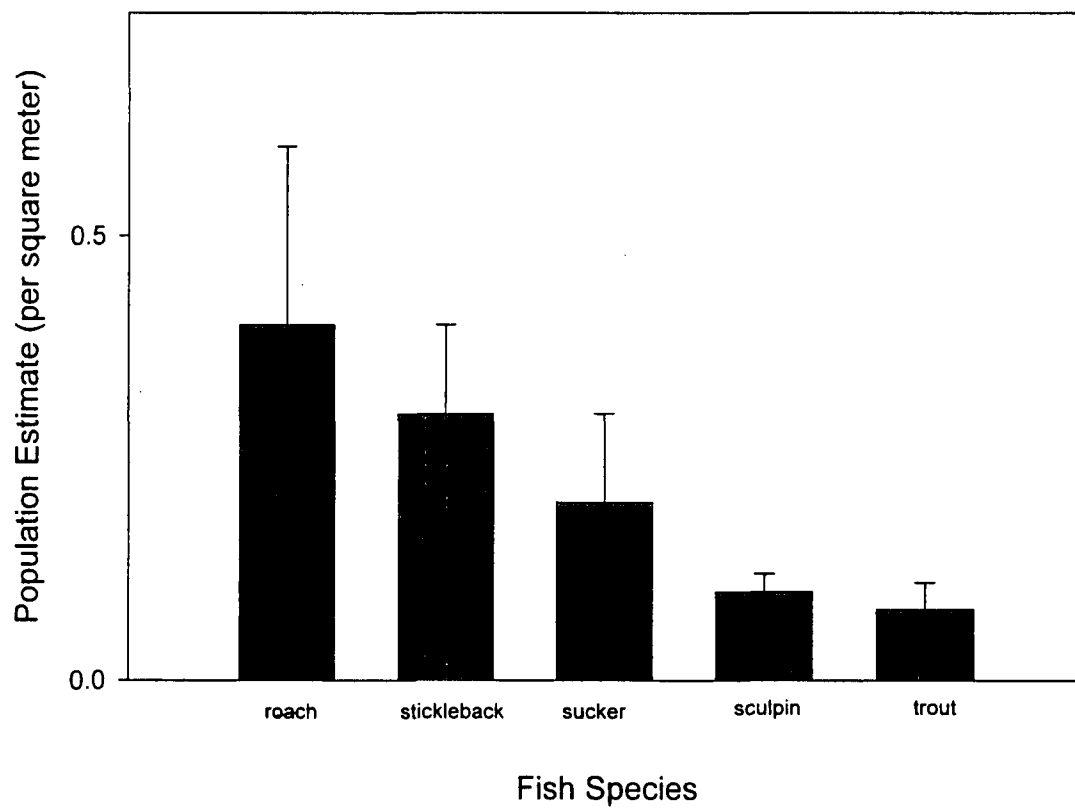 Population Estimate (per square meter)
0.5
0.0
roach stickleback sucker sculpin trout
Fish Species